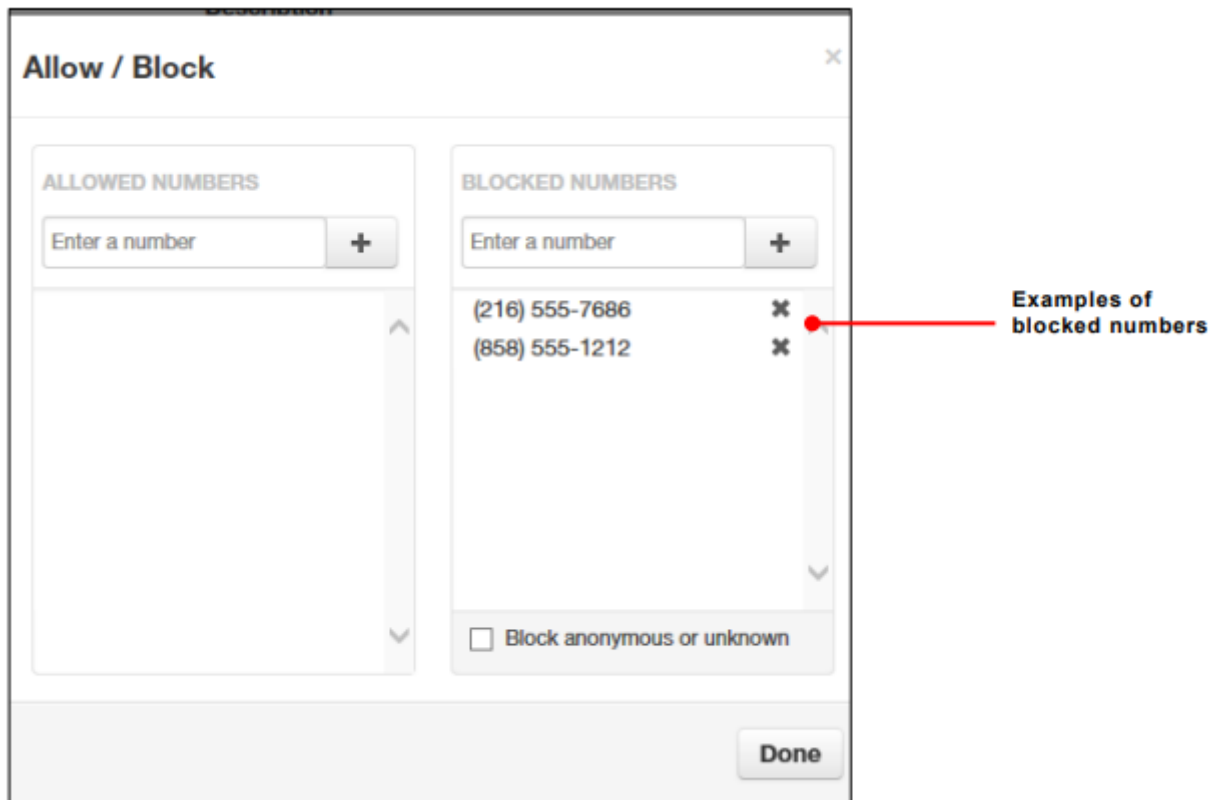 Description
Allow / Block
×
ALLOWED NUMBERS
Enter a number
+
BLOCKED NUMBERS
Enter a number
+
(216) 555-7686 ✖
(858) 555-1212 ✖
Block anonymous or unknown
Done
Examples of
blocked numbers